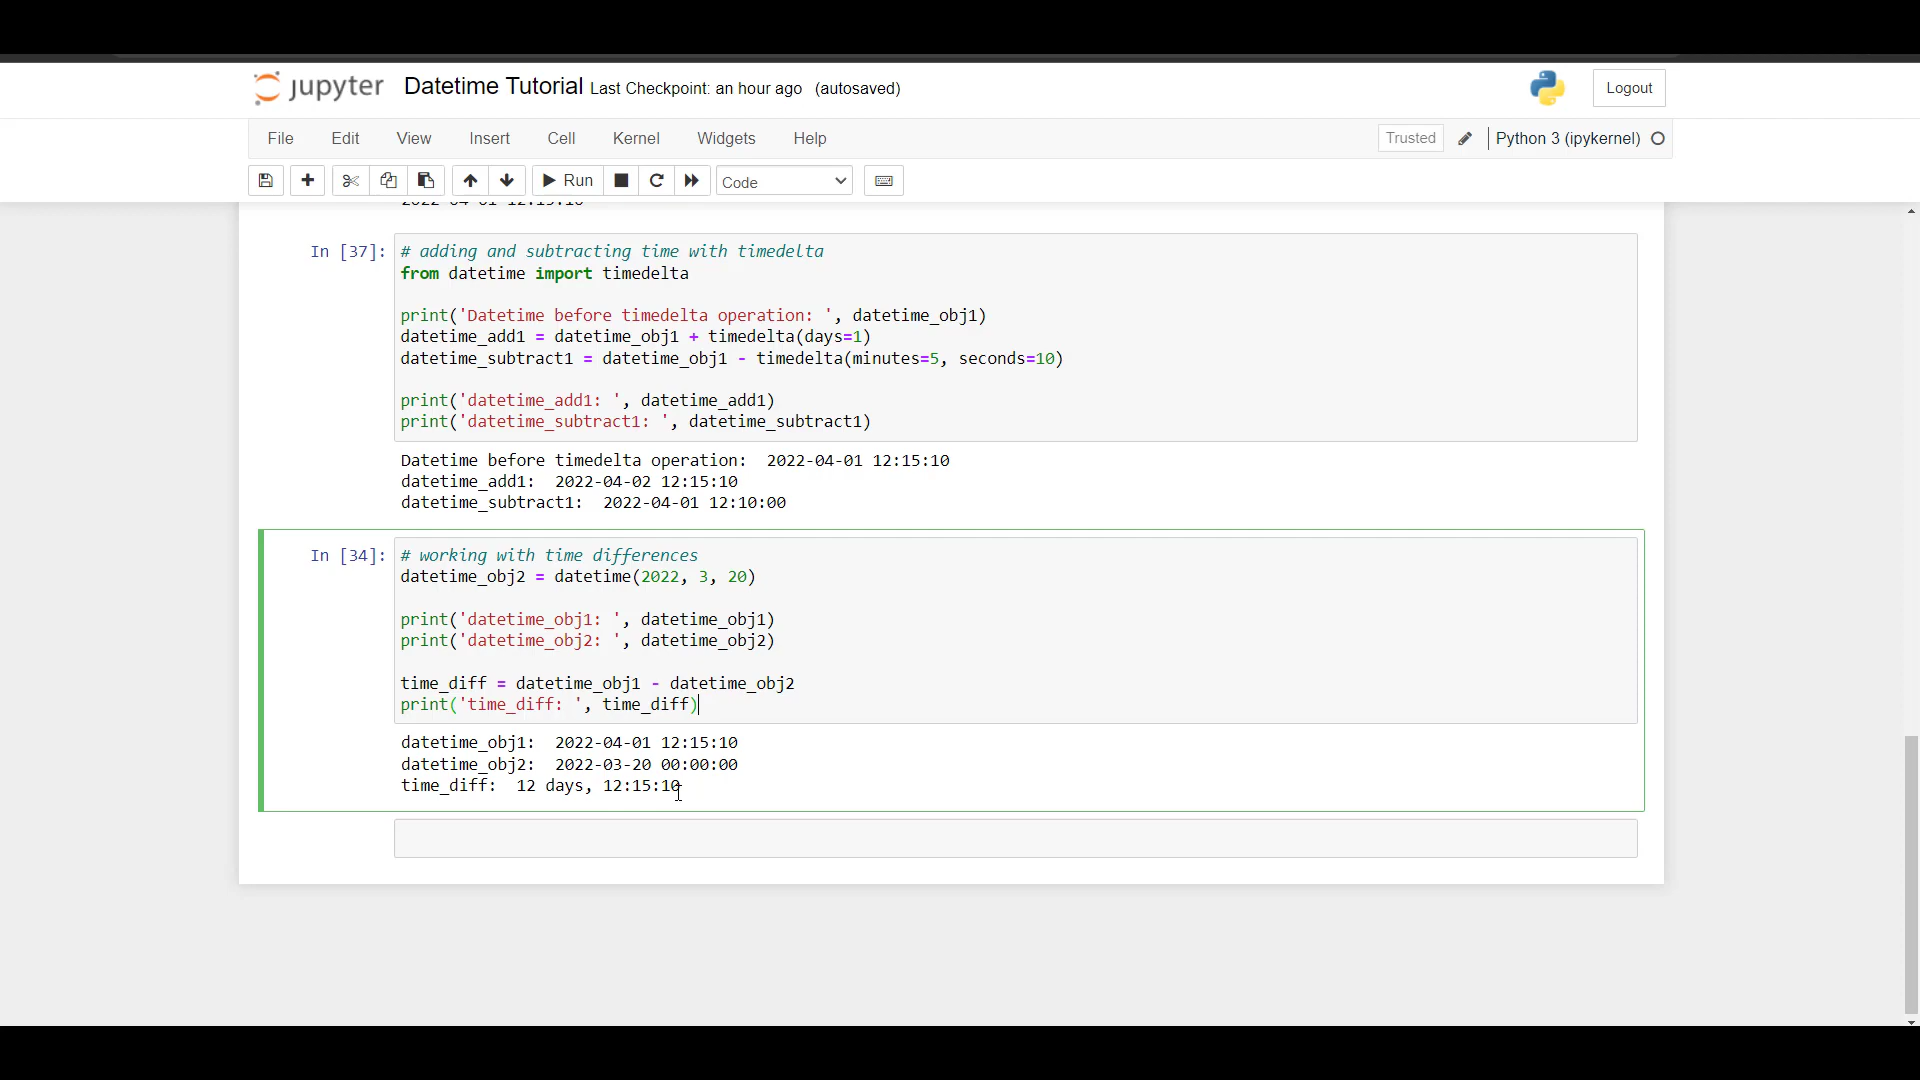 jupyter Datetime Tutorial Last Checkpoint: an hour ago (autosaved) Logout
File Edit View Insert Cell Kernel Widgets Help Trusted Python 3 (ipykernel)
Run Code
2022-04-01 12:15:10
In [37]: # adding and subtracting time with timedelta
from datetime import timedelta
print('Datetime before timedelta operation: ', datetime_obj1)
datetime_add1 = datetime_obj1 + timedelta(days=1)
datetime_subtract1 = datetime_obj1 - timedelta(minutes=5, seconds=10)
print('datetime_add1: ', datetime_add1)
print('datetime_subtract1: ', datetime_subtract1)
Datetime before timedelta operation:  2022-04-01 12:15:10
datetime_add1:  2022-04-02 12:15:10
datetime_subtract1:  2022-04-01 12:10:00
In [34]: # working with time differences
datetime_obj2 = datetime(2022, 3, 20)
print('datetime_obj1: ', datetime_obj1)
print('datetime_obj2: ', datetime_obj2)
time_diff = datetime_obj1 - datetime_obj2
print('time_diff: ', time_diff)
datetime_obj1:  2022-04-01 12:15:10
datetime_obj2:  2022-03-20 00:00:00
time_diff:  12 days, 12:15:10